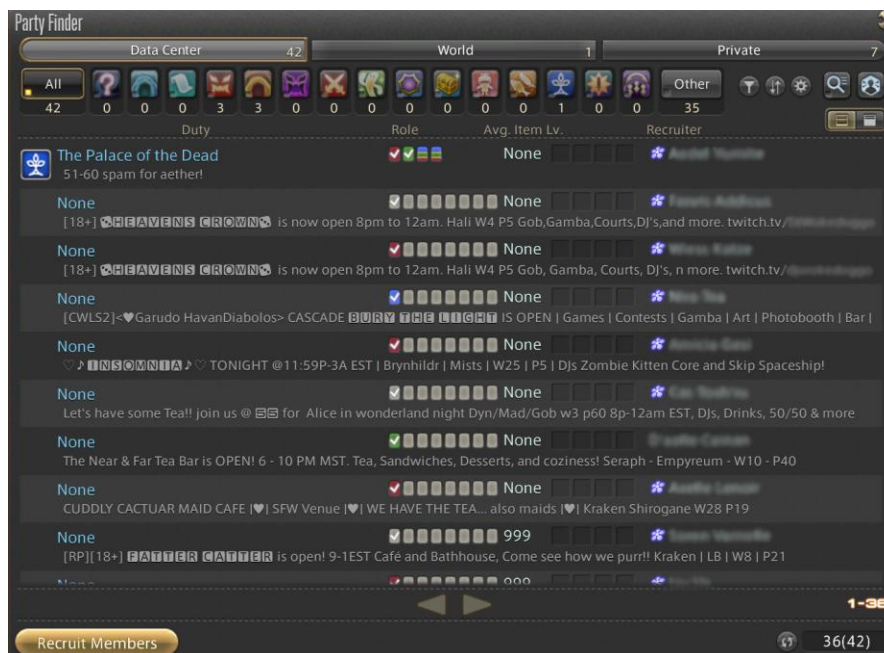 Party Finder
Data Center 42 World 1 Private 7
All Other
42 0 0 0 3 3 0 0 0 0 0 0 0 1 0 0 35
Duty Role Avg. Item Lv. Recruiter
The Palace of the Dead None
51-60 spam for aether!
None None
[18+] HEAVENS CROWN is now open 8pm to 12am. Hali W4 P5 Gob,Gamba,Courts,DJ's,and more. twitch.tv/
None None
[18+] HEAVENS CROWN is now open 8pm to 12am. Hali W4 P5 Gob, Gamba, Courts, DJ's, n more. twitch.tv/
None None
[CWLS2]<♥Garudo HavanDiabolos> CASCADE BURY THE LIGHT IS OPEN | Games | Contests | Gamba | Art | Photobooth | Bar |
None None
♡♪INSOMNIA♪♡ TONIGHT @11:59P-3A EST | Brynhildr | Mists | W25 | P5 | DJs Zombie Kitten Core and Skip Spaceship!
None None
Let's have some Tea!! join us @ for Alice in wonderland night Dyn/Mad/Gob w3 p60 8p-12am EST, DJs, Drinks, 50/50 & more
None None
The Near & Far Tea Bar is OPEN! 6 - 10 PM MST. Tea, Sandwiches, Desserts, and coziness! Seraph - Empyreum - W10 - P40
None None
CUDDLY CACTUAR MAID CAFE |♥| SFW Venue |♥| WE HAVE THE TEA... also maids |♥| Kraken Shirogane W28 P19
None 999
[RP][18+] FATTER CATTER is open! 9-1EST Café and Bathhouse, Come see how we purr!! Kraken | LB | W8 | P21
None 999
1-36
Recruit Members 36(42)